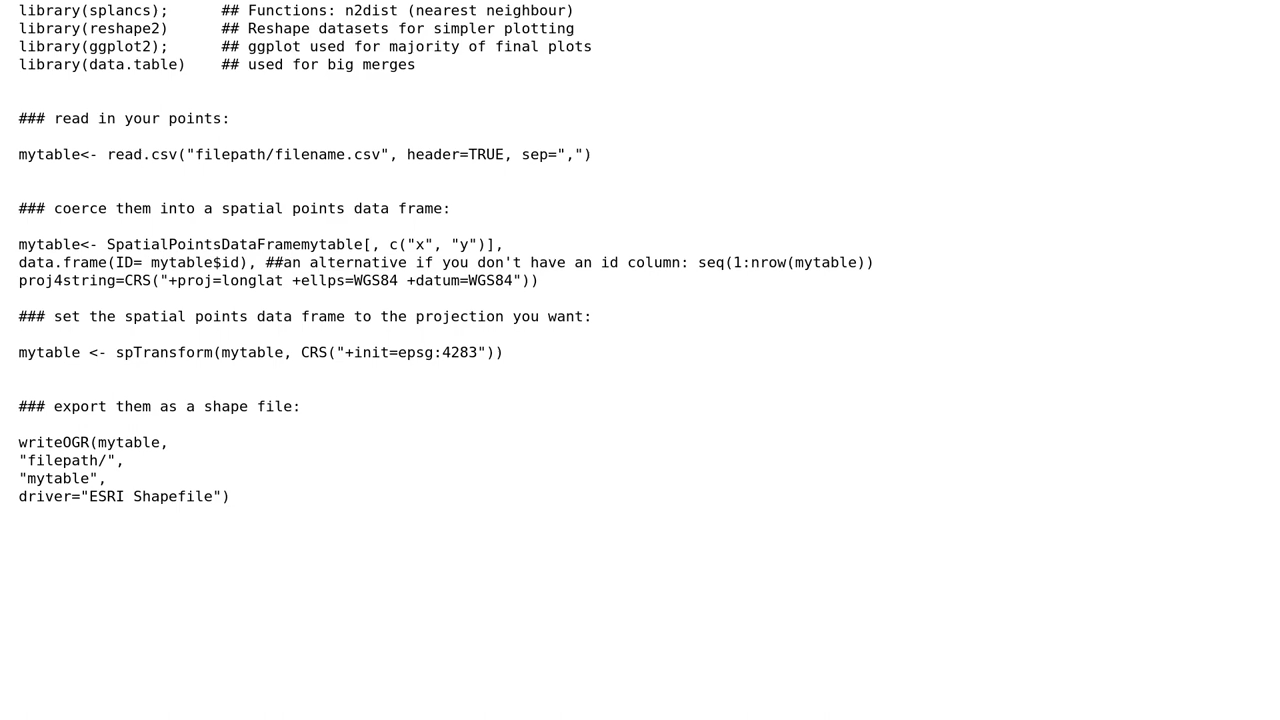 library(splancs);      ## Functions: n2dist (nearest neighbour)
library(reshape2)      ## Reshape datasets for simpler plotting
library(ggplot2);      ## ggplot used for majority of final plots
library(data.table)    ## used for big merges
### read in your points:
mytable<- read.csv("filepath/filename.csv", header=TRUE, sep=",")
### coerce them into a spatial points data frame:
mytable<- SpatialPointsDataFramemytable[, c("x", "y")],
data.frame(ID= mytable$id), ##an alternative if you don't have an id column: seq(1:nrow(mytable))
proj4string=CRS("+proj=longlat +ellps=WGS84 +datum=WGS84"))
### set the spatial points data frame to the projection you want:
mytable <- spTransform(mytable, CRS("+init=epsg:4283"))
### export them as a shape file:
writeOGR(mytable,
"filepath/",
"mytable",
driver="ESRI Shapefile")